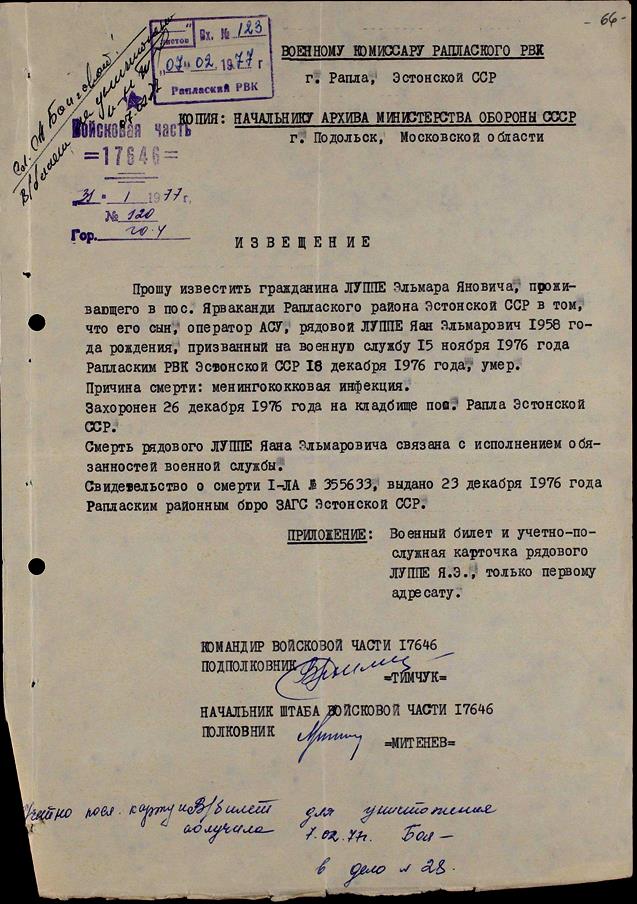 - 66 -
листов Вх. № 123
"07" 02 1977 г
Раплаский РВК
ВОЕННОМУ КОМИССАРУ РАПЛАСКОГО РВК
г. Рапла, Эстонской ССР
КОПИЯ: НАЧАЛЬНИКУ АРХИВА МИНИСТЕРСТВА ОБОРОНЫ СССР
г. Подольск, Московской области
Войсковая часть
=17646=
"31" 1 1977 г.
№ 120
Гор.
ИЗВЕЩЕНИЕ
Прошу известить гражданина ЛУППЕ Эльмара Яновича, прожи-
вающего в пос. Ярваканди Раплаского района Эстонской ССР в том,
что его сын, оператор АСУ, рядовой ЛУППЕ Яан Эльмарович 1958 го-
да рождения, призванный на военную службу 15 ноября 1976 года
Рапласким РВК Эстонской ССР 18 декабря 1976 года, умер.
Причина смерти: менингококковая инфекция.
Захоронен 26 декабря 1976 года на кладбище пос. Рапла Эстонской
ССР.
Смерть рядового ЛУППЕ Яана Эльмаровича связана с исполнением обя-
занностей военной службы.
Свидетельство о смерти I-ЛА № 355633, выдано 23 декабря 1976 года
Рапласким районным бюро ЗАГС Эстонской ССР.
ПРИЛОЖЕНИЕ: Военный билет и учетно-по-
служная карточка рядового
ЛУППЕ Я.Э., только первому
адресату.
КОМАНДИР ВОЙСКОВОЙ ЧАСТИ 17646
ПОДПОЛКОВНИК
=ТИМЧУК=
НАЧАЛЬНИК ШТАБА ВОЙСКОВОЙ ЧАСТИ 17646
ПОЛКОВНИК
=МИТЕНЕВ=
Учетно посл. карту и В/билет для уничтожения
получила 7.02.77г.
в дело № 28.